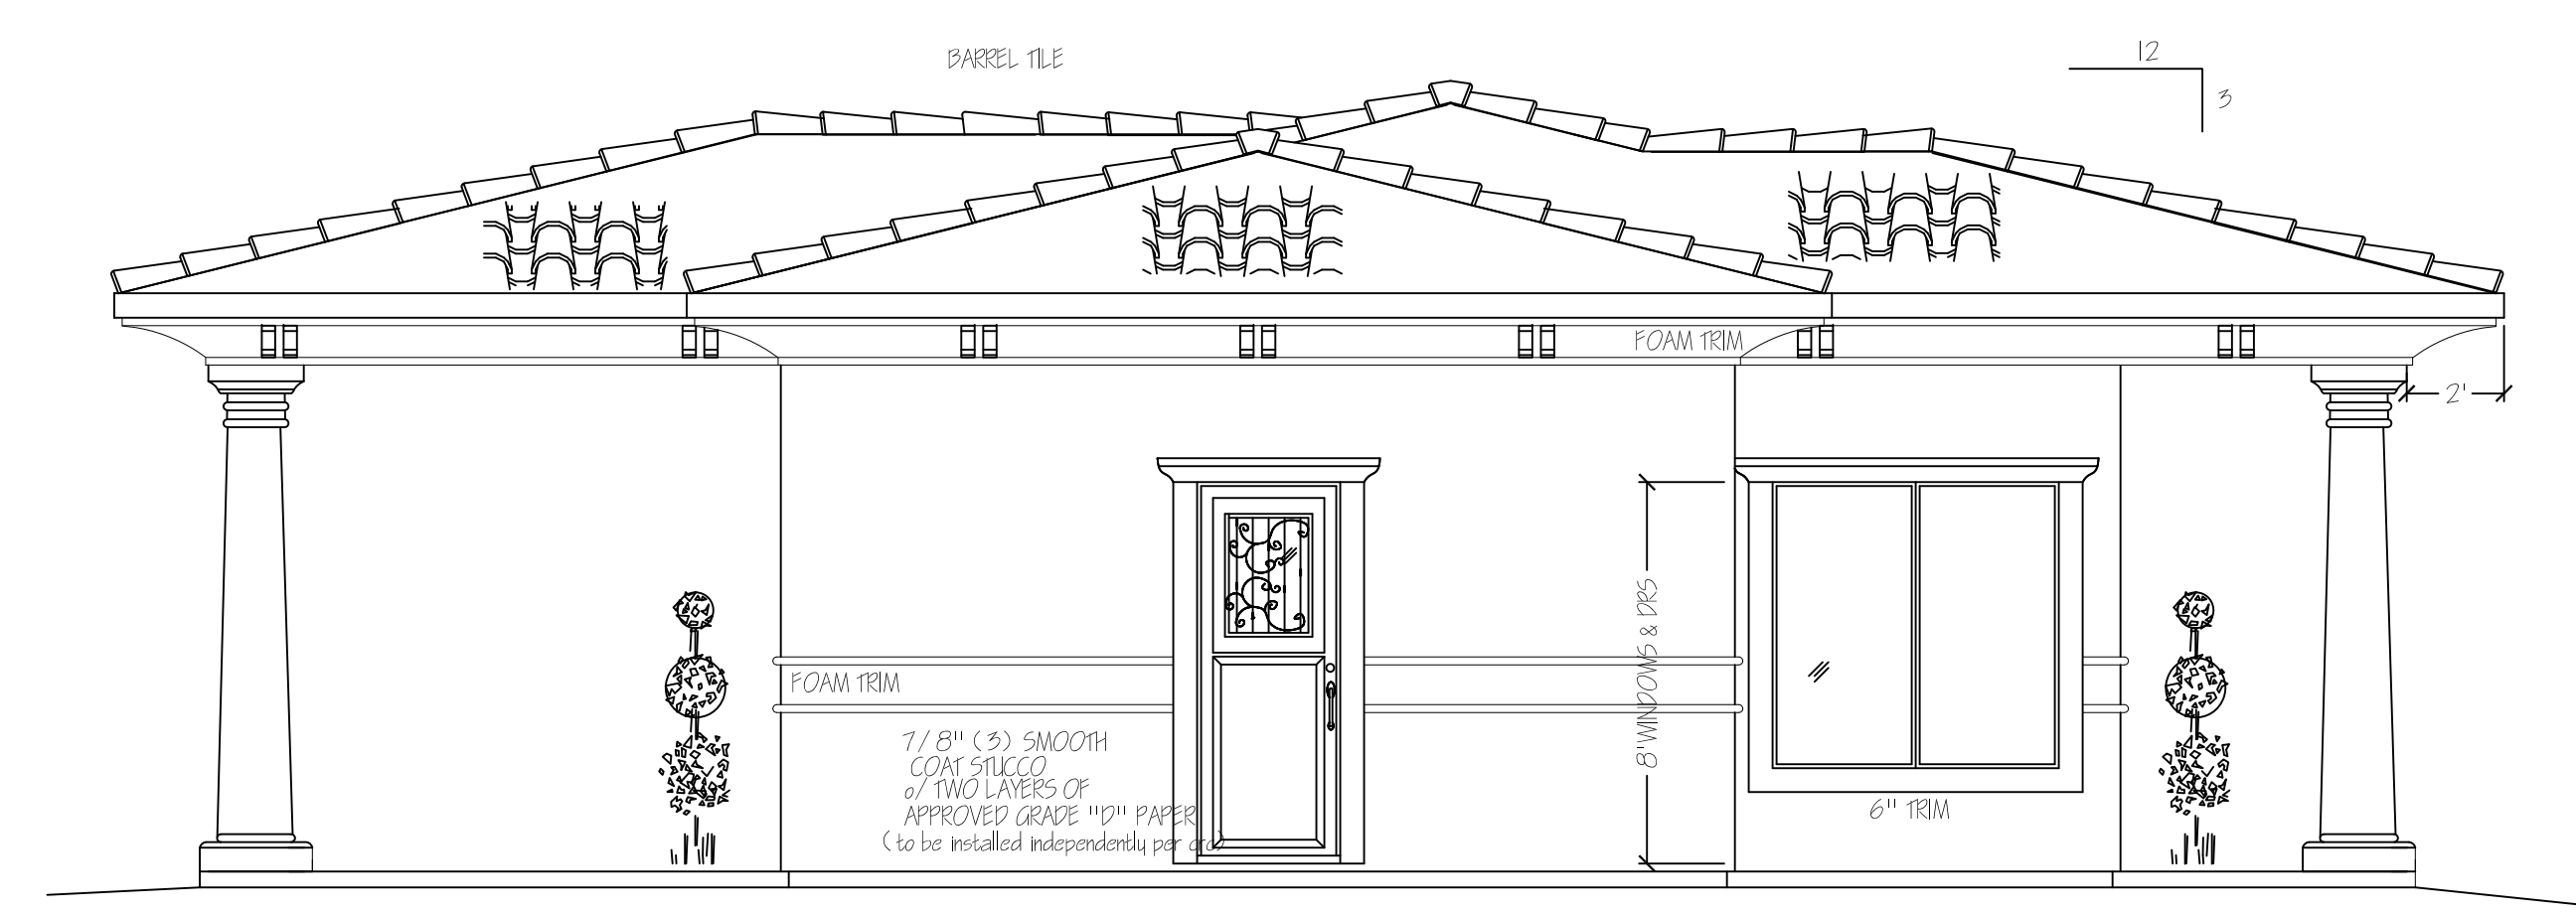 BARREL TILE
12
3
FOAM TRIM
2'
8' WINDOWS & DRS
FOAM TRIM
7/8" (3) SMOOTH
COAT STUCCO
o/ TWO LAYERS OF
APPROVED GRADE "D" PAPER
(to be installed independently per crc)
6" TRIM